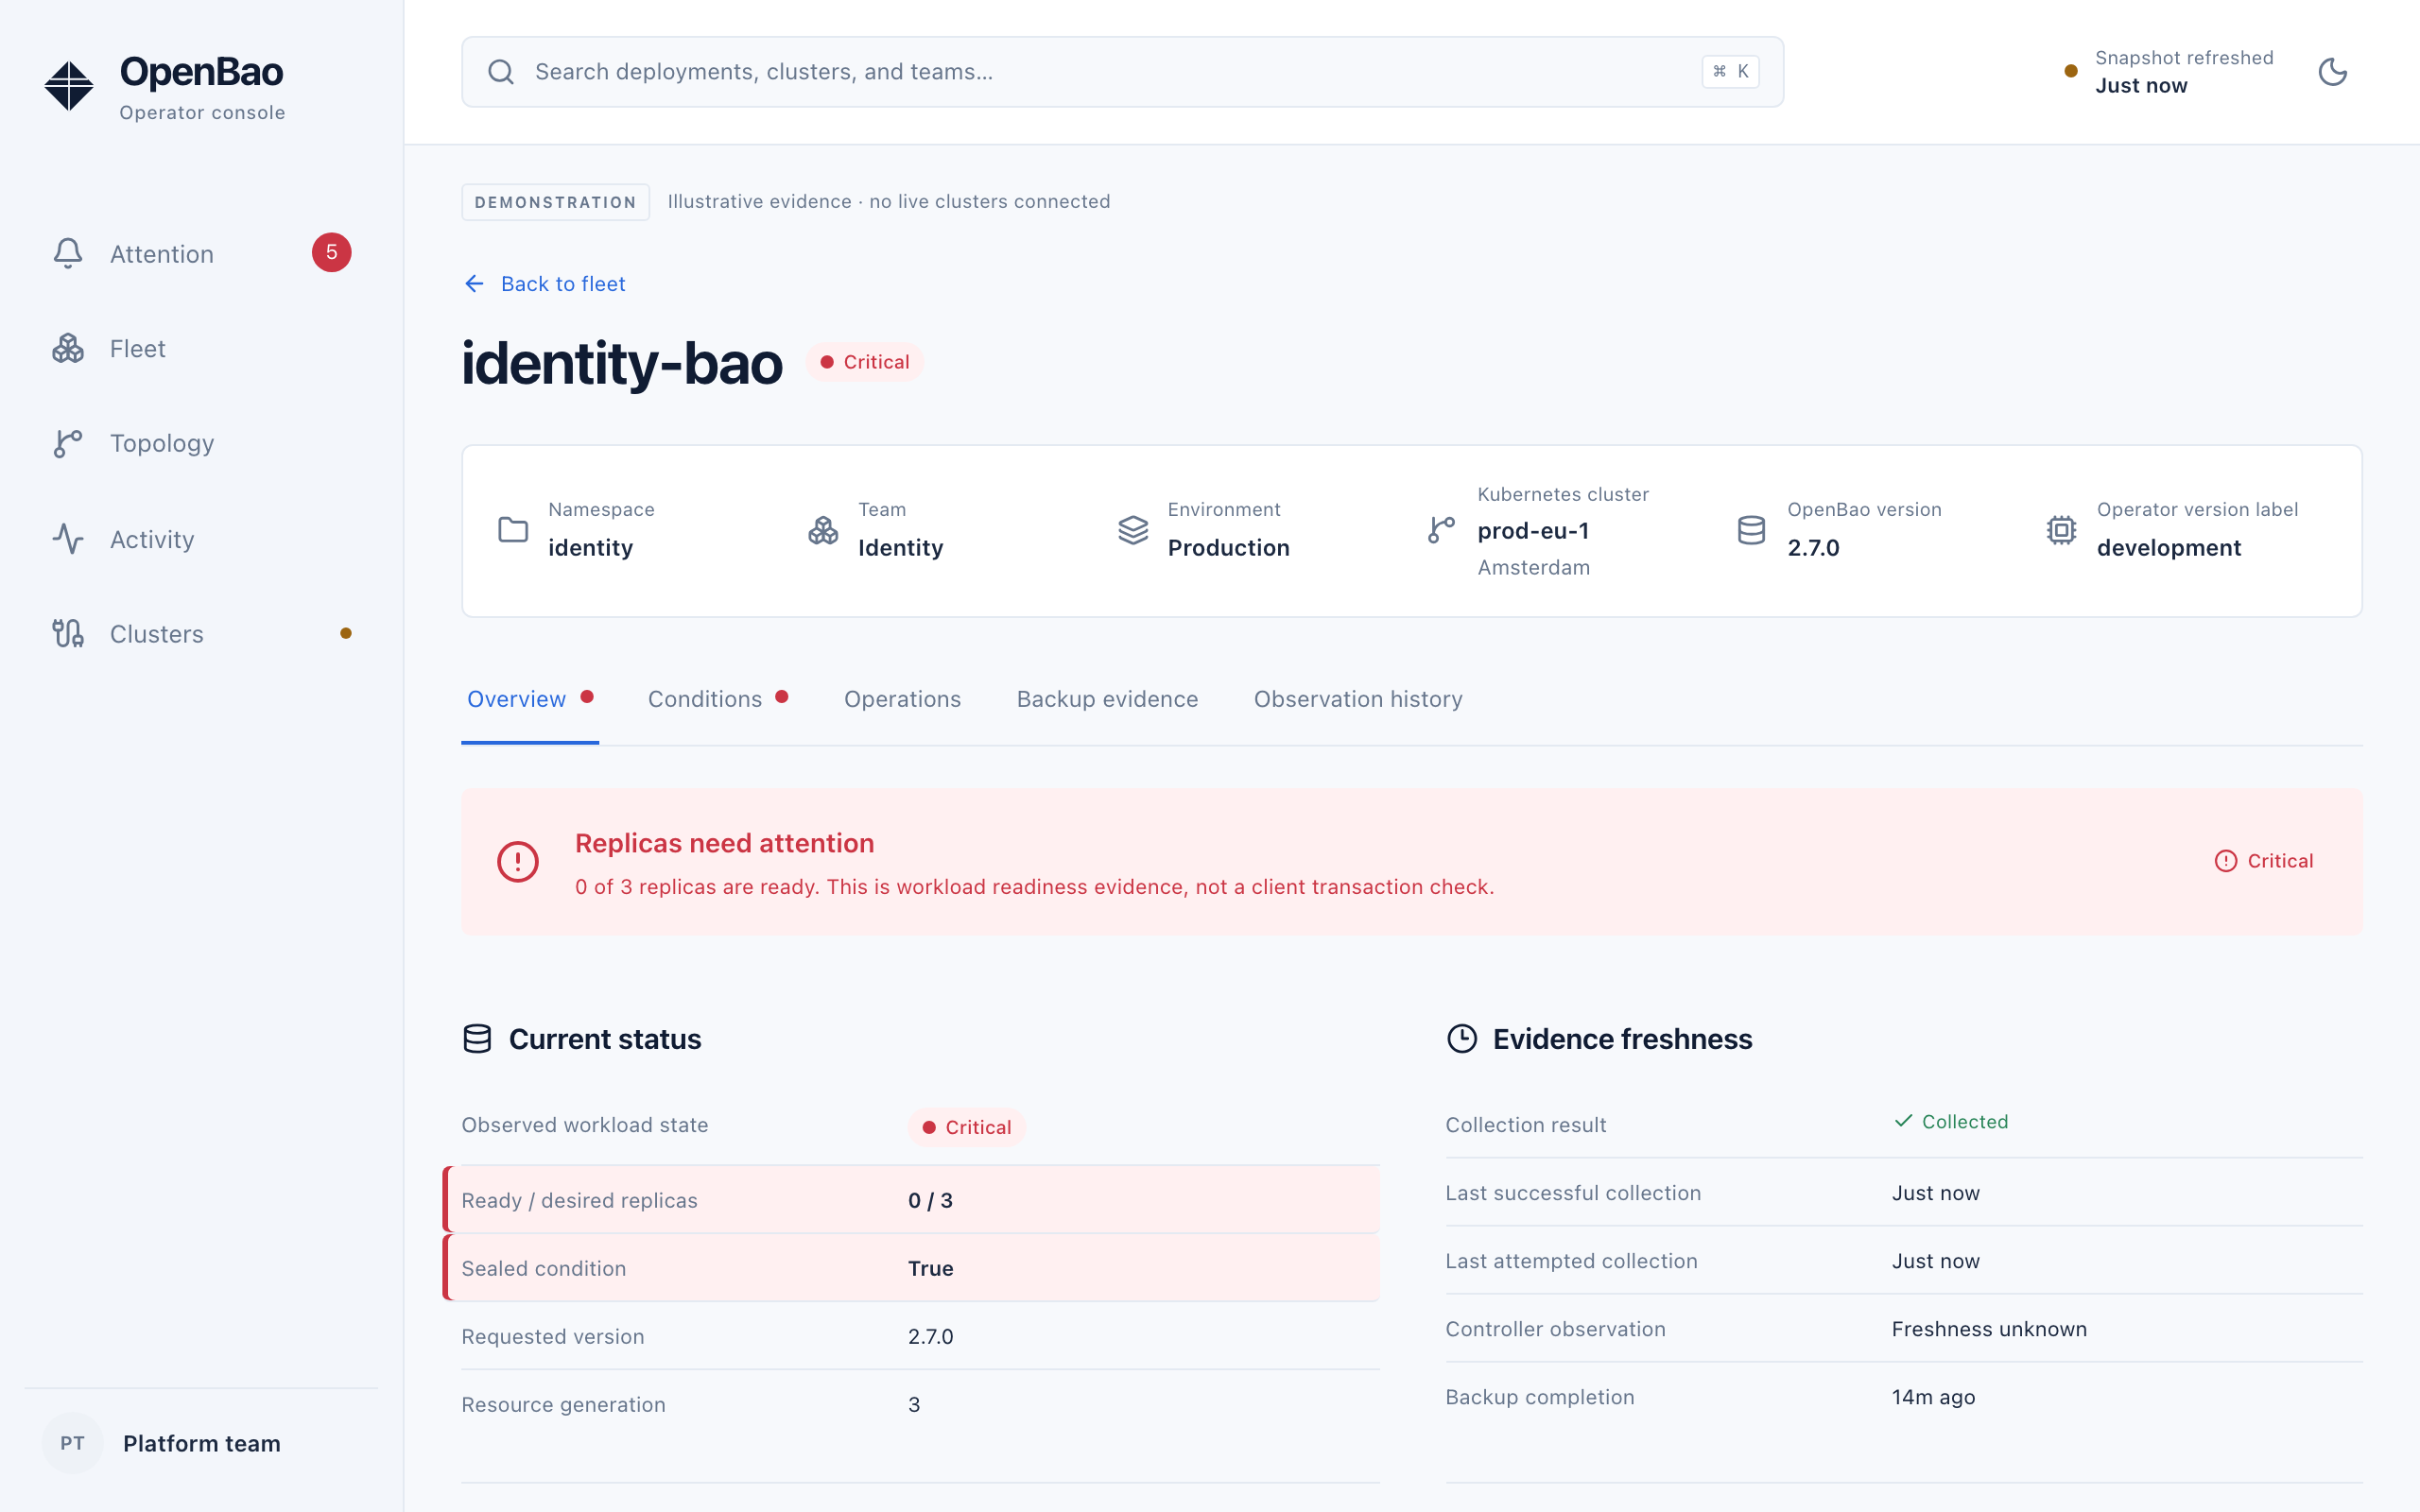 OpenBao
Operator console
Attention
5
Fleet
Topology
Activity
Clusters
PT
Platform team
Search deployments, clusters, and teams...
⌘ K
Snapshot refreshed
Just now
DEMONSTRATION
Illustrative evidence · no live clusters connected
Back to fleet
identity-bao
Critical
Namespace
identity
Team
Identity
Environment
Production
Kubernetes cluster
prod-eu-1
Amsterdam
OpenBao version
2.7.0
Operator version label
development
Overview
Conditions
Operations
Backup evidence
Observation history
Replicas need attention
0 of 3 replicas are ready. This is workload readiness evidence, not a client transaction check.
Critical
Current status
Observed workload state
Critical
Ready / desired replicas
0 / 3
Sealed condition
True
Requested version
2.7.0
Resource generation
3
Evidence freshness
Collection result
Collected
Last successful collection
Just now
Last attempted collection
Just now
Controller observation
Freshness unknown
Backup completion
14m ago